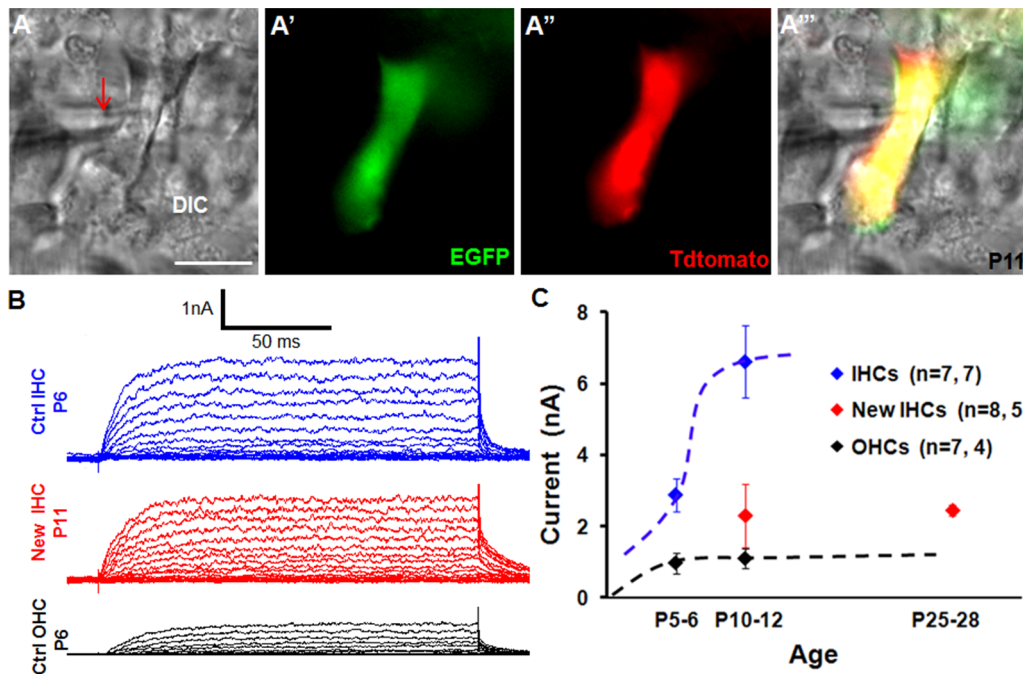 A
A'
A"
A"'
DIC
EGFP
Tdtomato
P11
B
1nA
50 ms
Ctrl IHC
P6
New IHC
P11
Ctrl OHC
P6
C
Current (nA)
8
6
4
2
0
IHCs (n=7, 7)
New IHCs (n=8, 5
OHCs (n=7, 4)
P5-6 P10-12 P25-28
Age